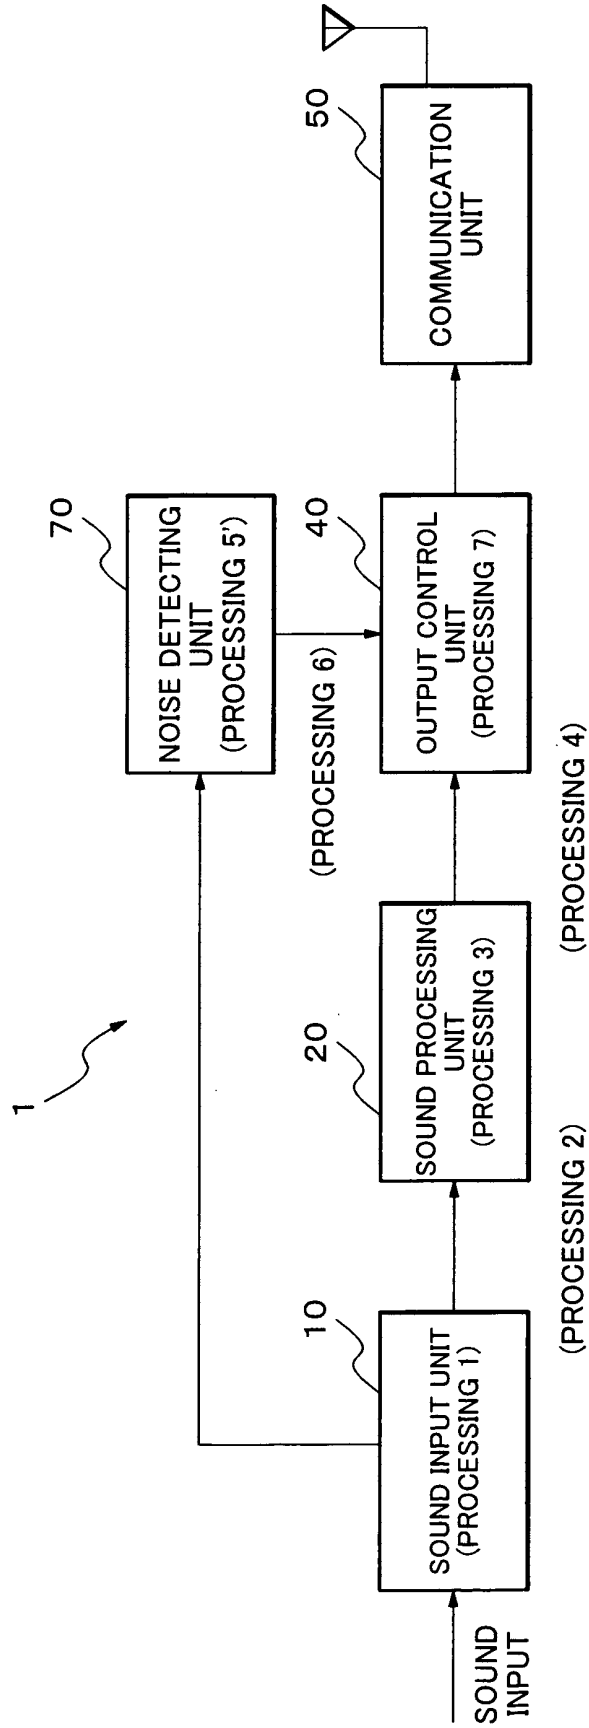 1
SOUND
INPUT
10
SOUND INPUT UNIT
(PROCESSING 1)
(PROCESSING 2)
20
SOUND PROCESSING
UNIT
(PROCESSING 3)
(PROCESSING 4)
70
NOISE DETECTING
UNIT
(PROCESSING 5')
(PROCESSING 6)
40
OUTPUT CONTROL
UNIT
(PROCESSING 7)
50
COMMUNICATION
UNIT